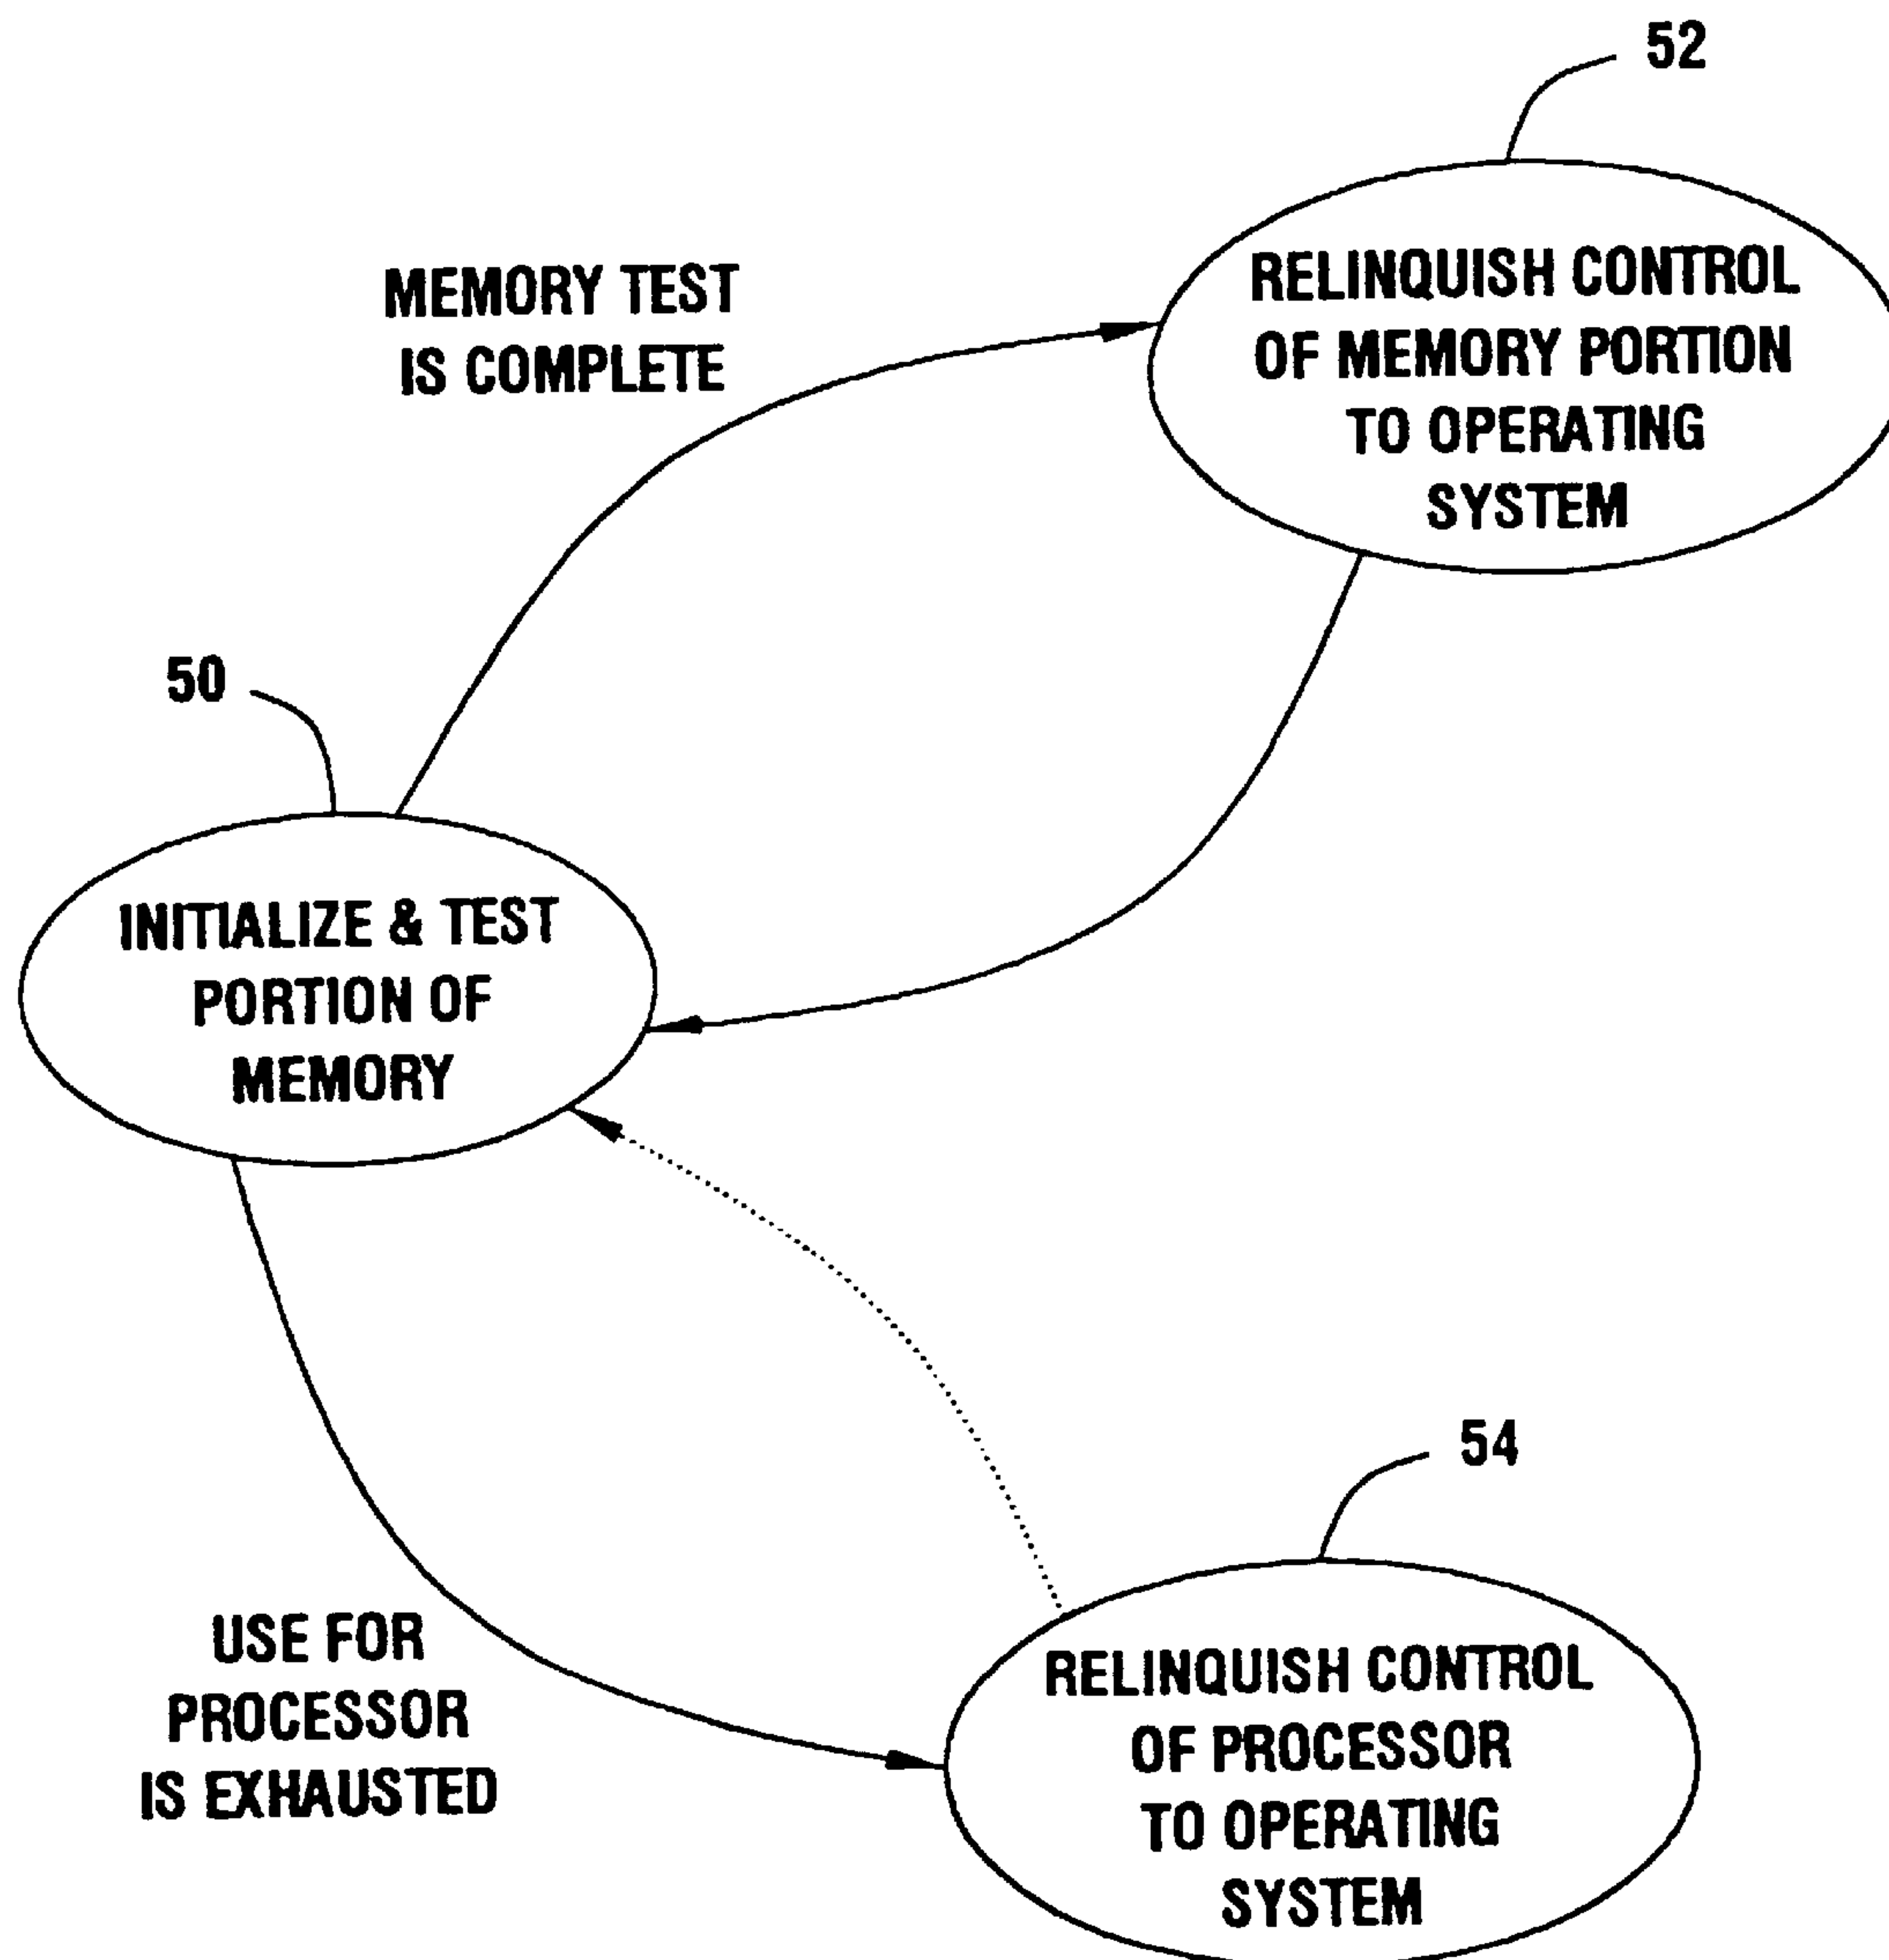 52
RELINQUISH CONTROL
OF MEMORY PORTION
TO OPERATING
SYSTEM
MEMORY TEST
IS COMPLETE
50
INITIALIZE & TEST
PORTION OF
MEMORY
54
RELINQUISH CONTROL
OF PROCESSOR
TO OPERATING
SYSTEM
USE FOR
PROCESSOR
IS EXHAUSTED